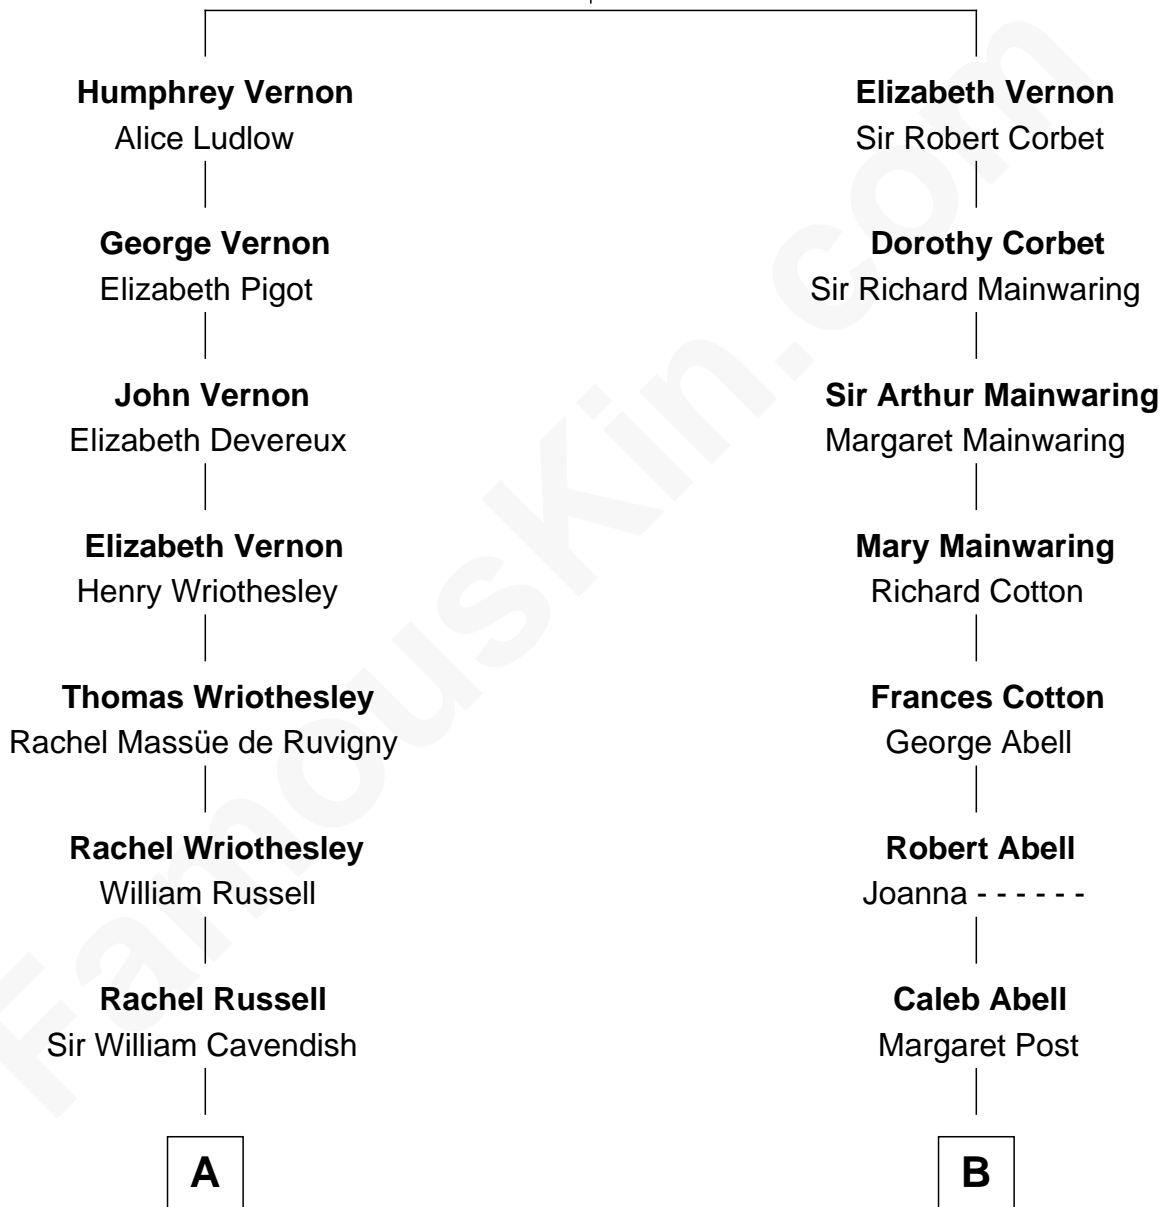 Humphrey Vernon
Alice Ludlow
George Vernon
Elizabeth Pigot
John Vernon
Elizabeth Devereux
Elizabeth Vernon
Henry Wriothesley
Thomas Wriothesley
Rachel Massüe de Ruvigny
Rachel Wriothesley
William Russell
Rachel Russell
Sir William Cavendish
A
Elizabeth Vernon
Sir Robert Corbet
Dorothy Corbet
Sir Richard Mainwaring
Sir Arthur Mainwaring
Margaret Mainwaring
Mary Mainwaring
Richard Cotton
Frances Cotton
George Abell
Robert Abell
Joanna - - - - - -
Caleb Abell
Margaret Post
B
FamousKin.com